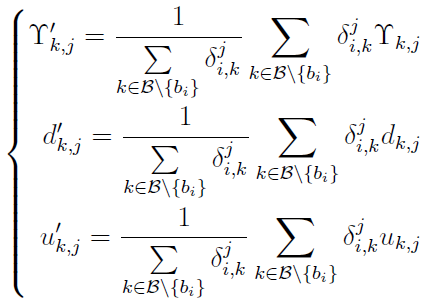 \Upsilon'_{k,j} = \frac{1}{\sum_{k \in \mathcal{B} \setminus \{b_i\}} \delta^j_{i,k}} \sum_{k \in \mathcal{B} \setminus \{b_i\}} \delta^j_{i,k} \Upsilon_{k,j}
d'_{k,j} = \frac{1}{\sum_{k \in \mathcal{B} \setminus \{b_i\}} \delta^j_{i,k}} \sum_{k \in \mathcal{B} \setminus \{b_i\}} \delta^j_{i,k} d_{k,j}
u'_{k,j} = \frac{1}{\sum_{k \in \mathcal{B} \setminus \{b_i\}} \delta^j_{i,k}} \sum_{k \in \mathcal{B} \setminus \{b_i\}} \delta^j_{i,k} u_{k,j}